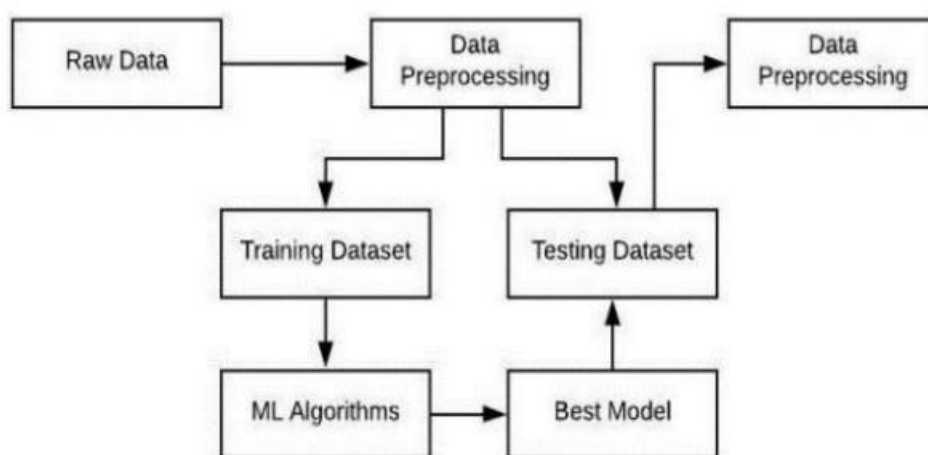 Raw Data
Data
Preprocessing
Data
Preprocessing
Training Dataset
Testing Dataset
ML Algorithms
Best Model